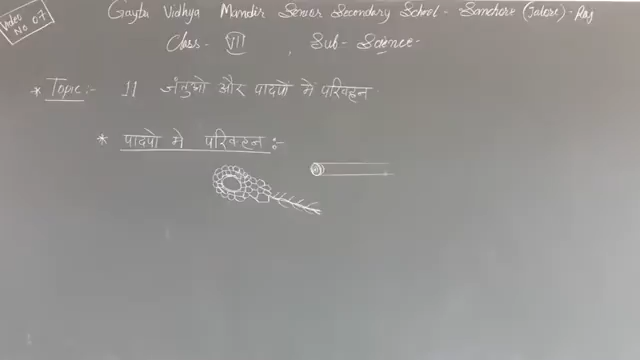 Video No 07
Gaytri Vidhya Mandir Senior Secondary School - Sanchore (Jalore) - Raj
Class - VII , Sub - Science -
* Topic :- 11 जंतुओ और पादपो मे परिवहन
* पादपो मे परिवहन :-